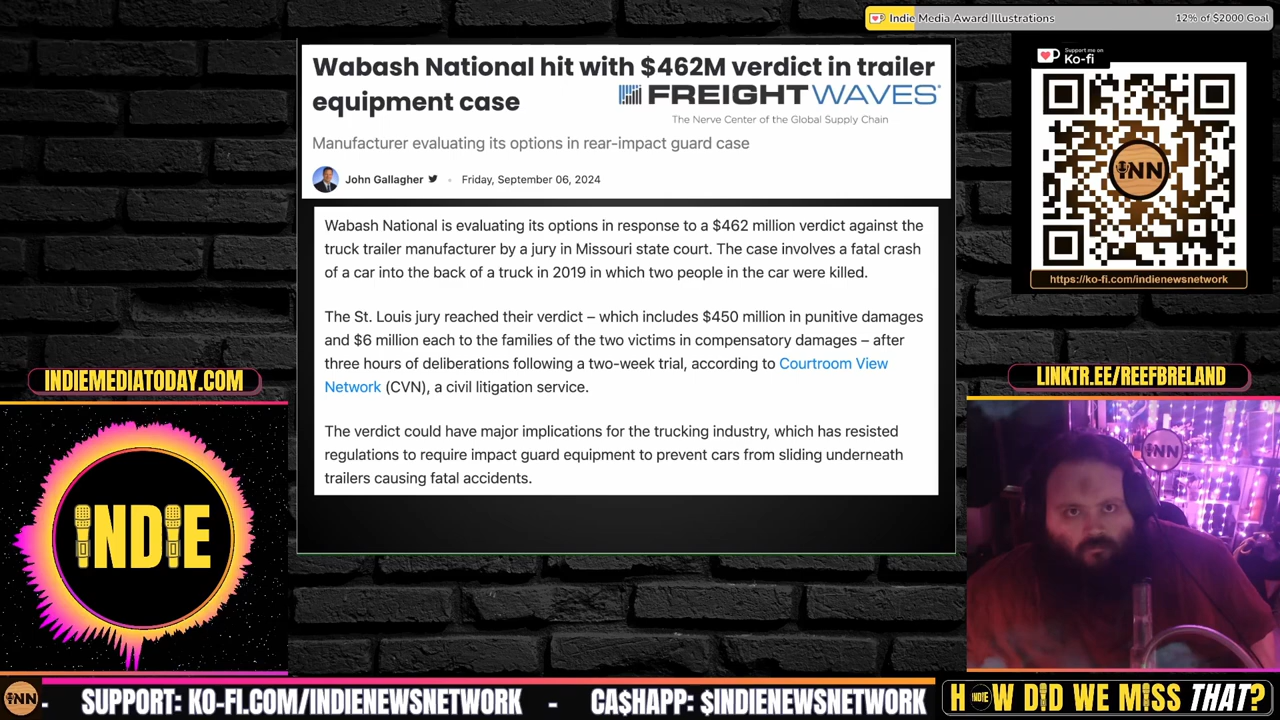 Indie Media Award Illustrations
12% of $2000 Goal
Wabash National hit with $462M verdict in trailer
equipment case
FREIGHTWAVES
The Nerve Center of the Global Supply Chain
Manufacturer evaluating its options in rear-impact guard case
John Gallagher
Friday, September 06, 2024
Wabash National is evaluating its options in response to a $462 million verdict against the
truck trailer manufacturer by a jury in Missouri state court. The case involves a fatal crash
of a car into the back of a truck in 2019 in which two people in the car were killed.
The St. Louis jury reached their verdict – which includes $450 million in punitive damages
and $6 million each to the families of the two victims in compensatory damages – after
three hours of deliberations following a two-week trial, according to Courtroom View
Network (CVN), a civil litigation service.
The verdict could have major implications for the trucking industry, which has resisted
regulations to require impact guard equipment to prevent cars from sliding underneath
trailers causing fatal accidents.
Support me on
Ko-fi
INN
https://ko-fi.com/indienewsnetwork
INDIEMEDIATODAY.COM
INDIE
LINKTR.EE/REEFBRELAND
INN
INN
- SUPPORT: KO-FI.COM/INDIENEWSNETWORK - CA$HAPP: $INDIENEWSNETWORK
HOW DID WE MISS THAT?